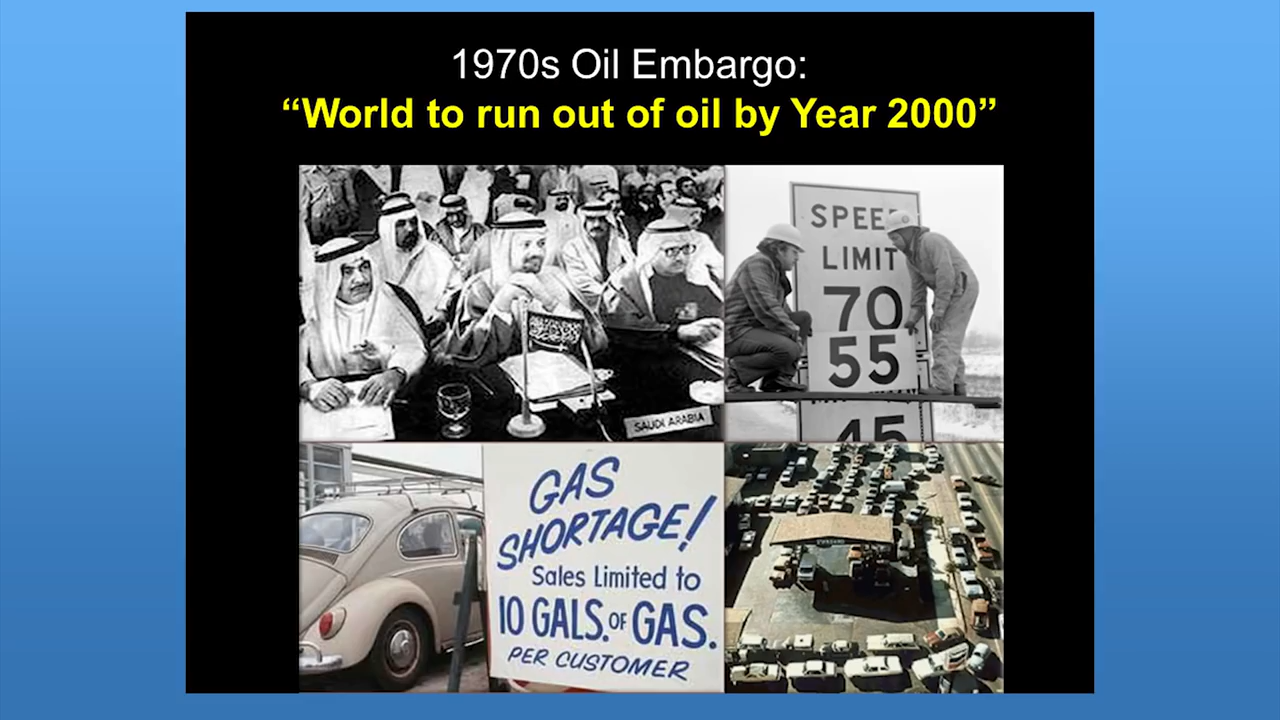 1970s Oil Embargo:
“World to run out of oil by Year 2000”
SAUDI ARABIA
SPEED
LIMIT
70
55
45
GAS
SHORTAGE!
Sales Limited to
10 GALS. OF GAS.
PER CUSTOMER